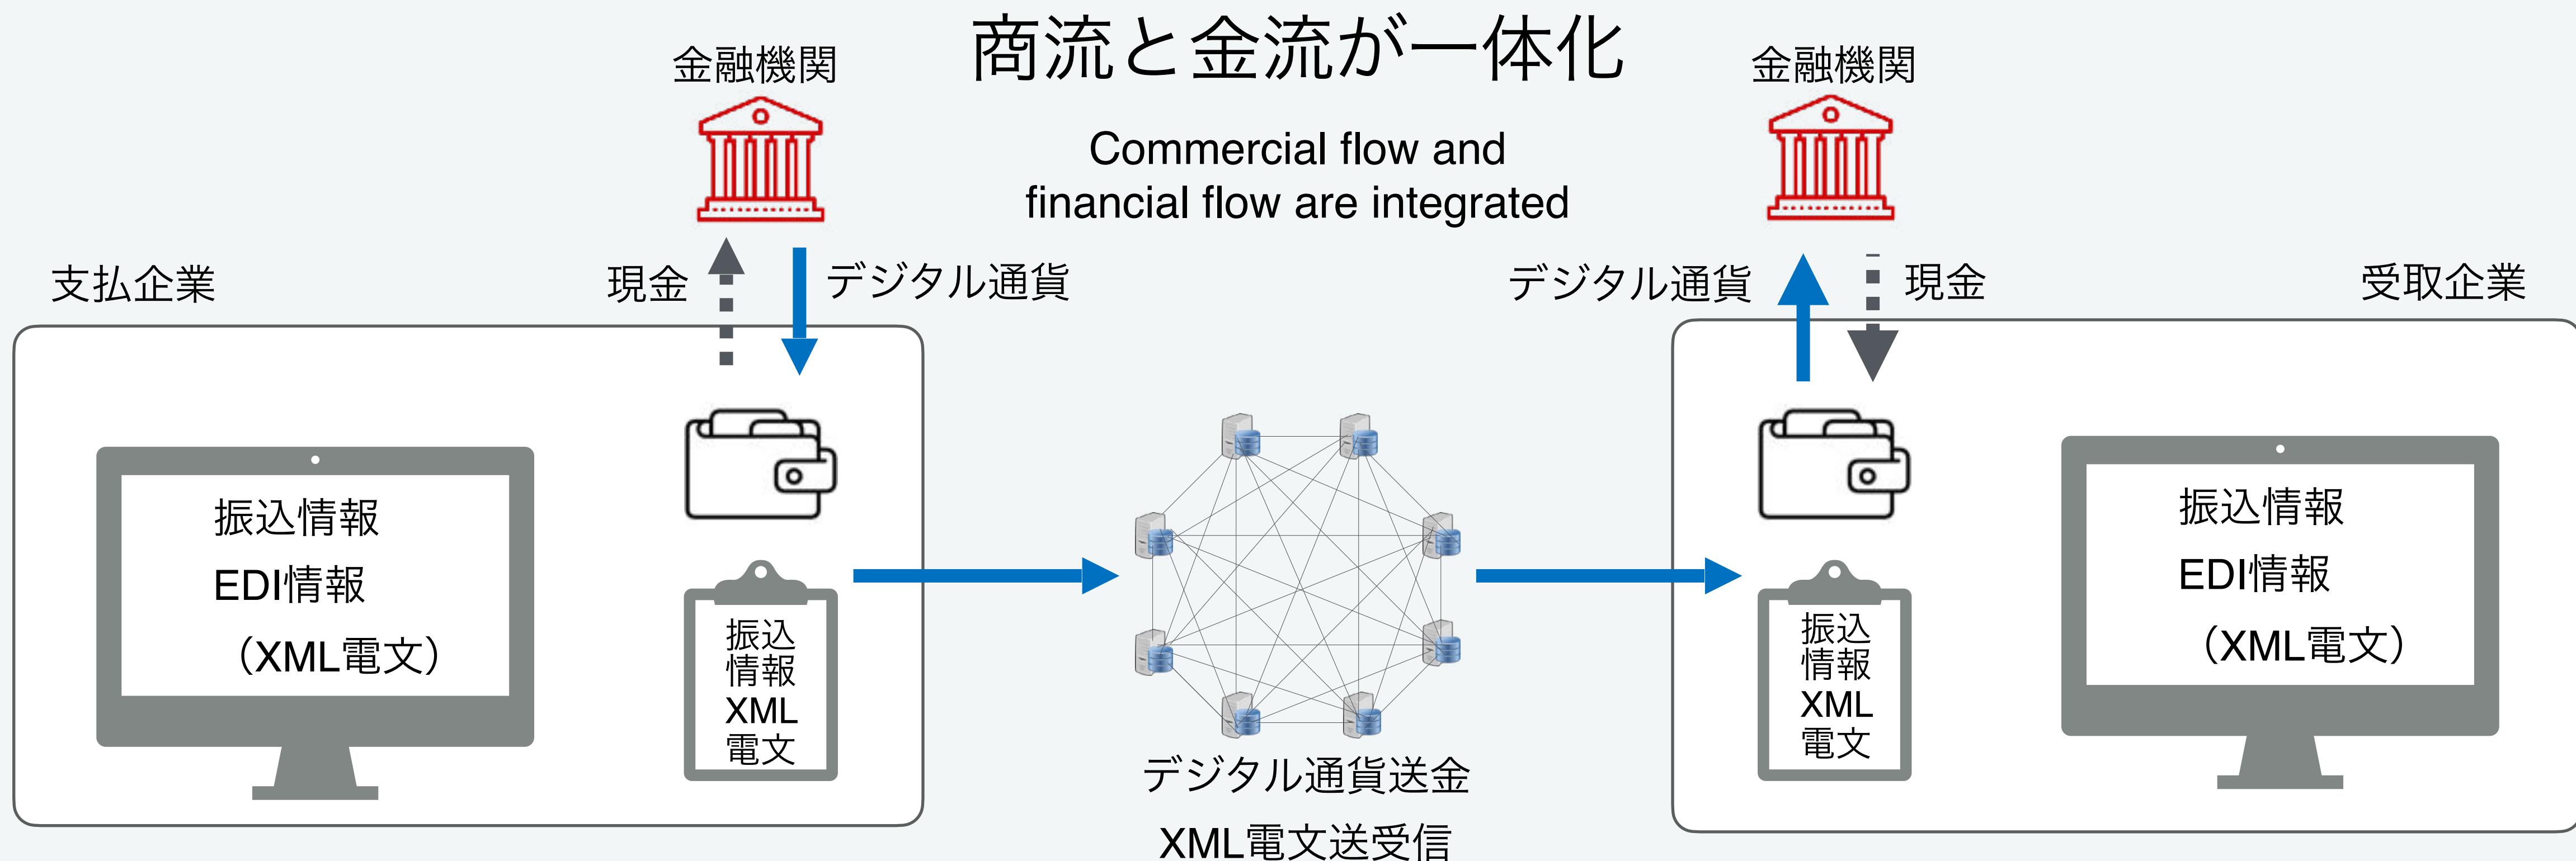 商流と金流が一体化
Commercial flow and
financial flow are integrated
金融機関
金融機関
支払企業
現金
デジタル通貨
デジタル通貨
現金
受取企業
振込情報
EDI情報
（XML電文）
振込
情報
XML
電文
デジタル通貨送金
XML電文送受信
振込
情報
XML
電文
振込情報
EDI情報
（XML電文）